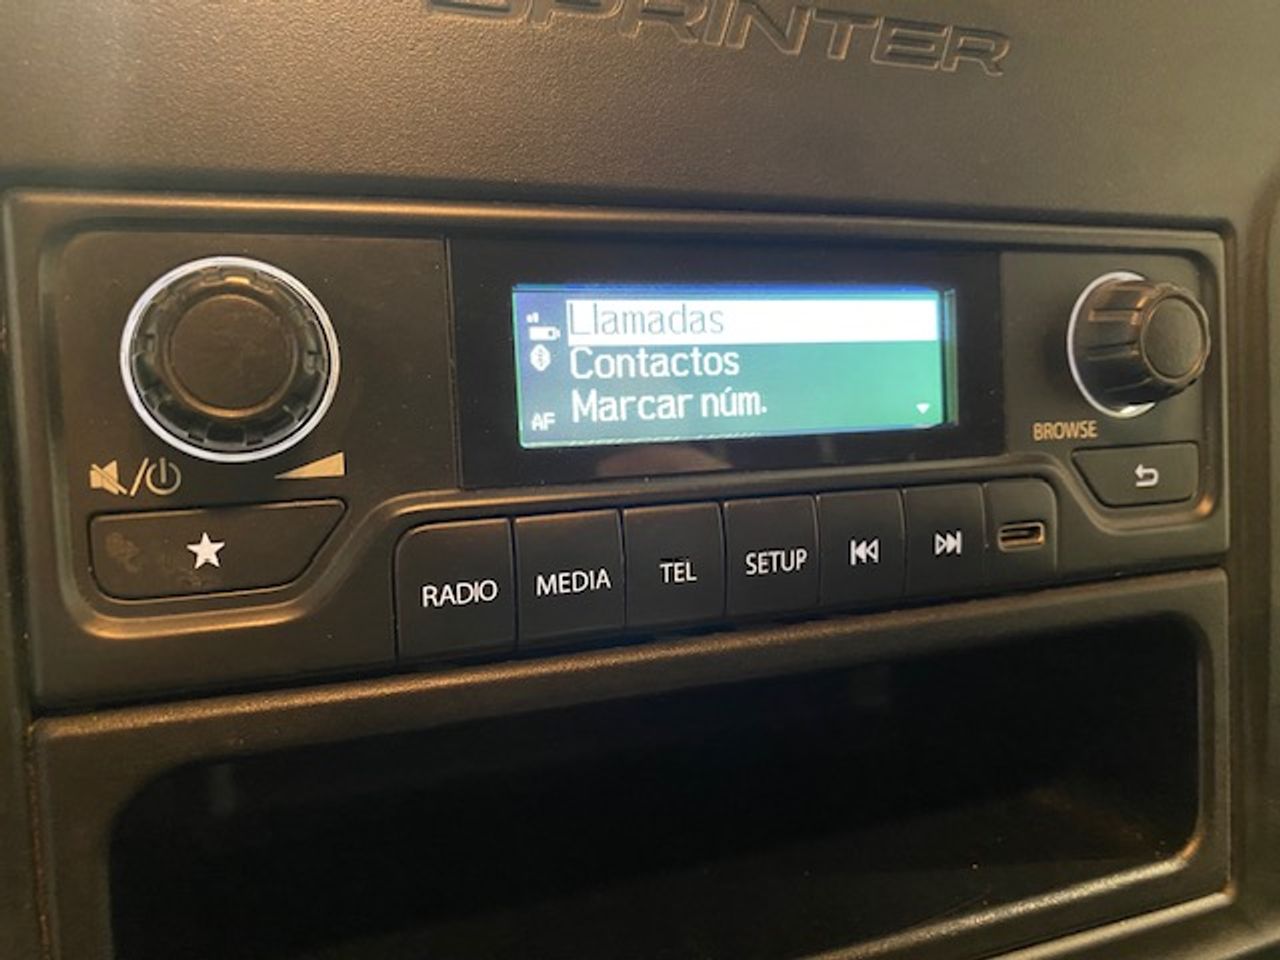 SPRINTER
Llamadas
Contactos
Marcar núm.
AF
BROWSE
RADIO
MEDIA
TEL
SETUP